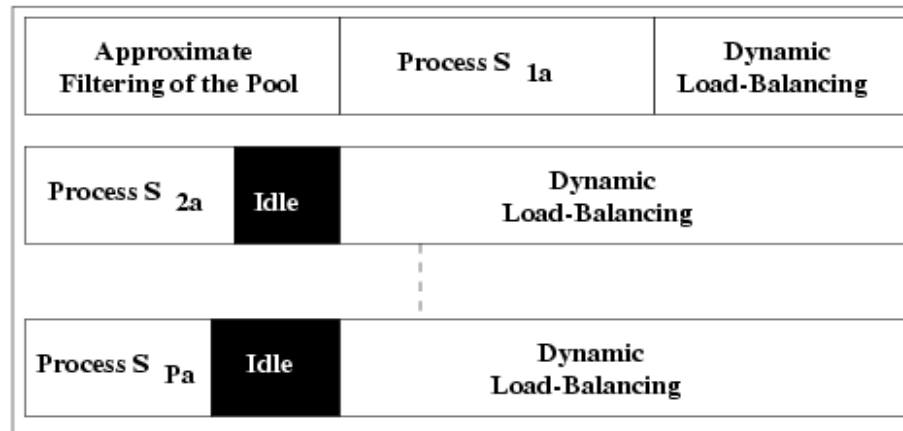 Approximate
Filtering of the Pool
Process S 1a
Dynamic
Load-Balancing
Process S 2a
Idle
Dynamic
Load-Balancing
Process S Pa
Idle
Dynamic
Load-Balancing